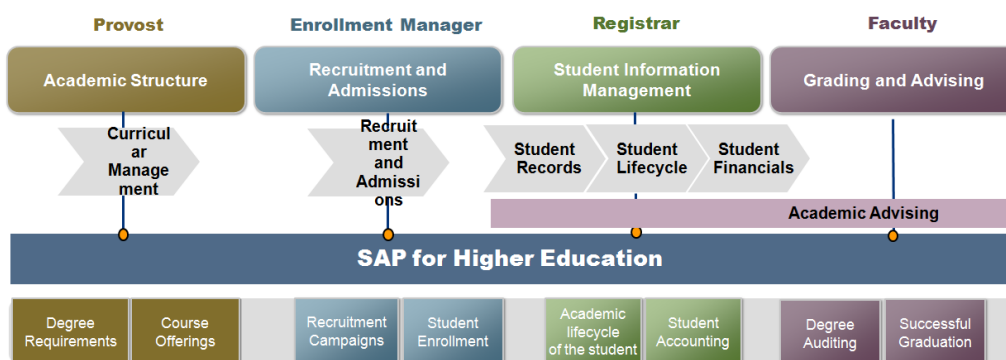 Provost
Enrollment Manager
Registrar
Faculty
Academic Structure
Recruitment and
Admissions
Student Information
Management
Grading and Advising
Curricul
ar Manage
ment
Recruit
ment
and
Admissi
ons
Student
Records
Student
Lifecycle
Student
Financials
Academic Advising
SAP for Higher Education
Degree
Requirements
Course
Offerings
Recruitment
Campaigns
Student
Enrollment
Academic
lifecycle
of the student
Student
Accounting
Degree
Auditing
Successful
Graduation